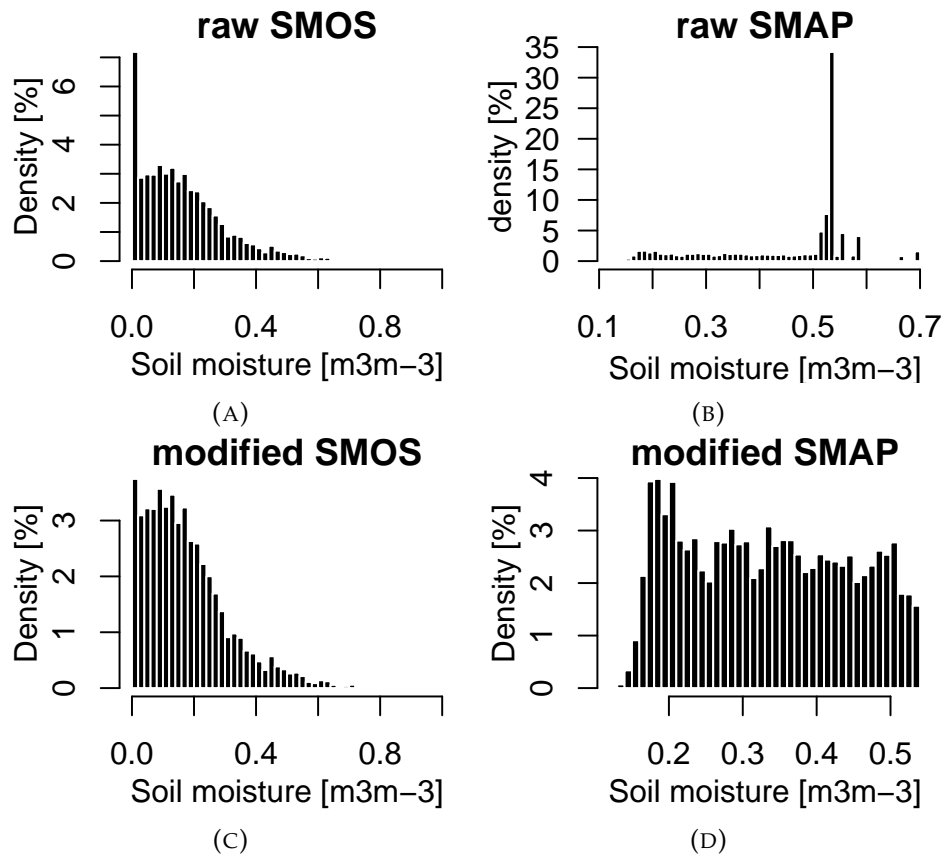 raw SMOS
Density [%]
0 2 4 6
0.0 0.4 0.8
Soil moisture [m3m−3]
(A)
raw SMAP
density [%]
0 5 10 15 20 25 30 35
0.1 0.3 0.5 0.7
Soil moisture [m3m−3]
(B)
modified SMOS
Density [%]
0 1 2 3
0.0 0.4 0.8
Soil moisture [m3m−3]
(C)
modified SMAP
Density [%]
0 1 2 3 4
0.2 0.3 0.4 0.5
Soil moisture [m3m−3]
(D)